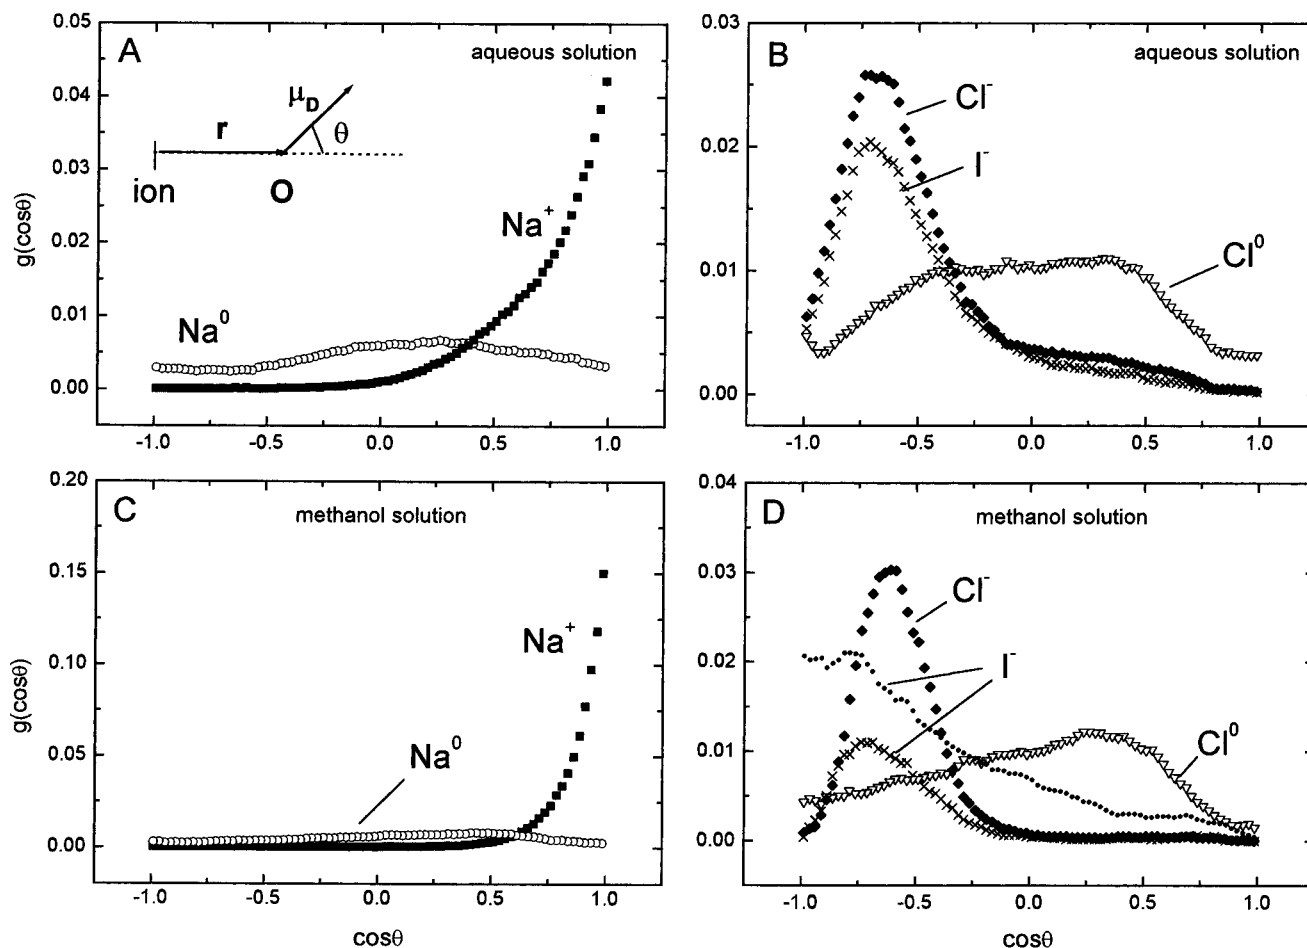 A
aqueous solution
μ_D
r
θ
ion
O
Na⁺
Na⁰
g(cosθ)
0.05
0.04
0.03
0.02
0.01
0.00
-1.0 -0.5 0.0 0.5 1.0
B
aqueous solution
Cl⁻
I⁻
Cl⁰
0.03
0.02
0.01
0.00
-1.0 -0.5 0.0 0.5 1.0
C
methanol solution
Na⁺
Na⁰
g(cosθ)
0.20
0.15
0.10
0.05
0.00
-1.0 -0.5 0.0 0.5 1.0
cosθ
D
methanol solution
Cl⁻
I⁻
Cl⁰
0.04
0.03
0.02
0.01
0.00
-1.0 -0.5 0.0 0.5 1.0
cosθ